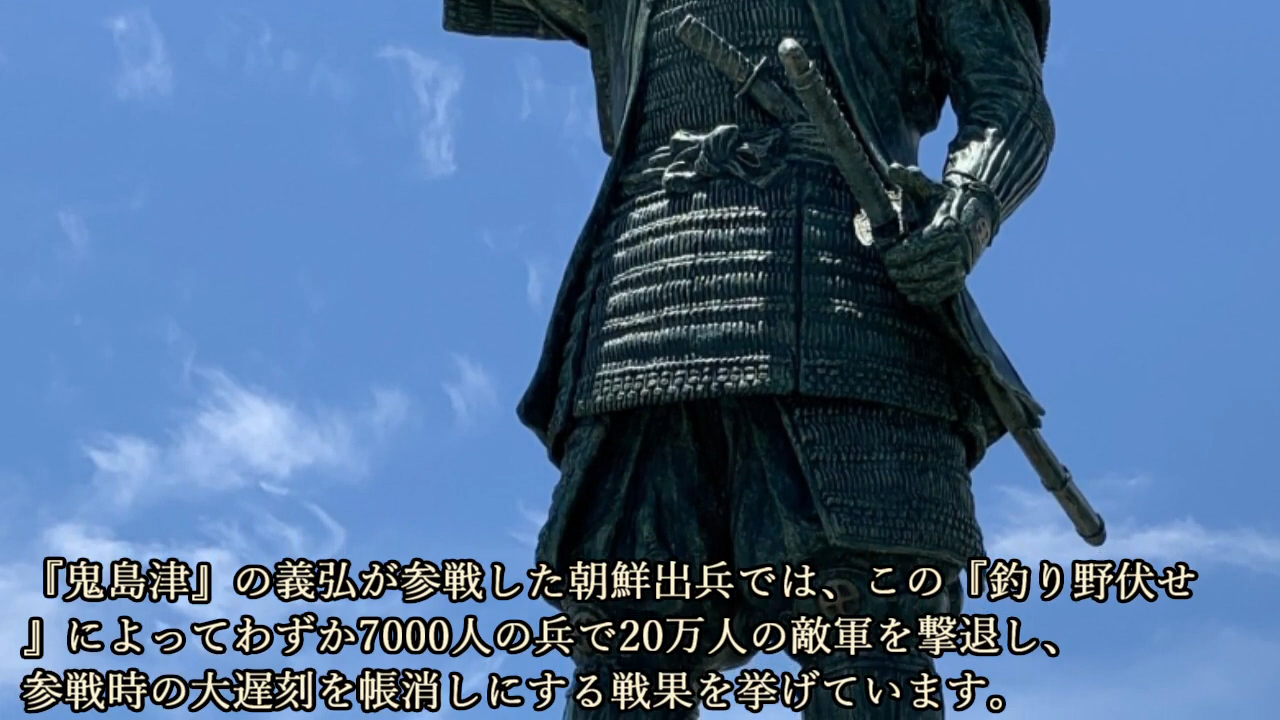 『鬼島津』の義弘が参戦した朝鮮出兵では、この『釣り野伏せ
』によってわずか7000人の兵で20万人の敵軍を撃退し、
参戦時の大遅刻を帳消しにする戦果を挙げています。